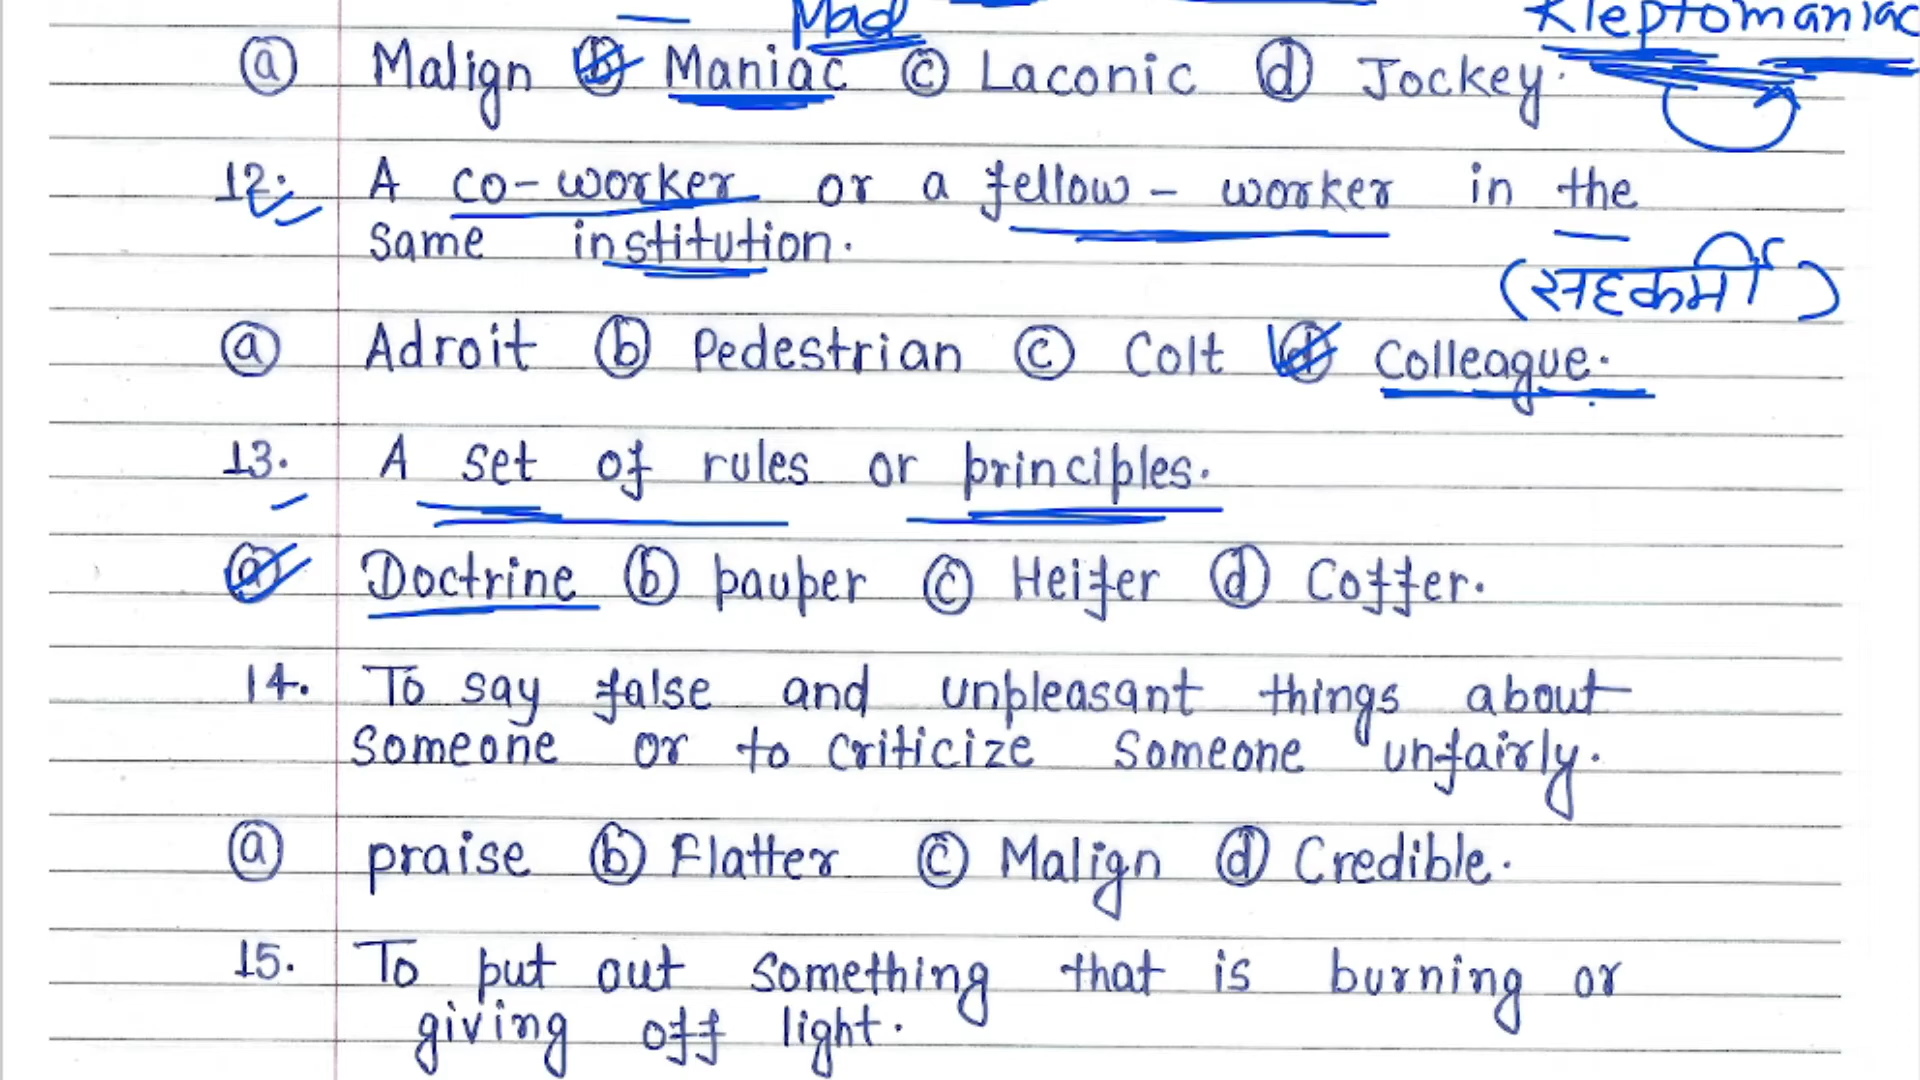 Mad
Kleptomaniac
ⓐ Malign ⓑ Maniac ⓒ Laconic ⓓ Jockey.
12. A co-worker or a fellow-worker in the
same institution.
(सहकर्मी)
ⓐ Adroit ⓑ Pedestrian ⓒ Colt ⓓ Colleague.
13. A set of rules or principles.
ⓐ Doctrine ⓑ pauper ⓒ Heifer ⓓ Coffer.
14. To say false and unpleasant things about
someone or to criticize someone unfairly.
ⓐ praise ⓑ Flatter ⓒ Malign ⓓ Credible.
15. To put out something that is burning or
giving off light.